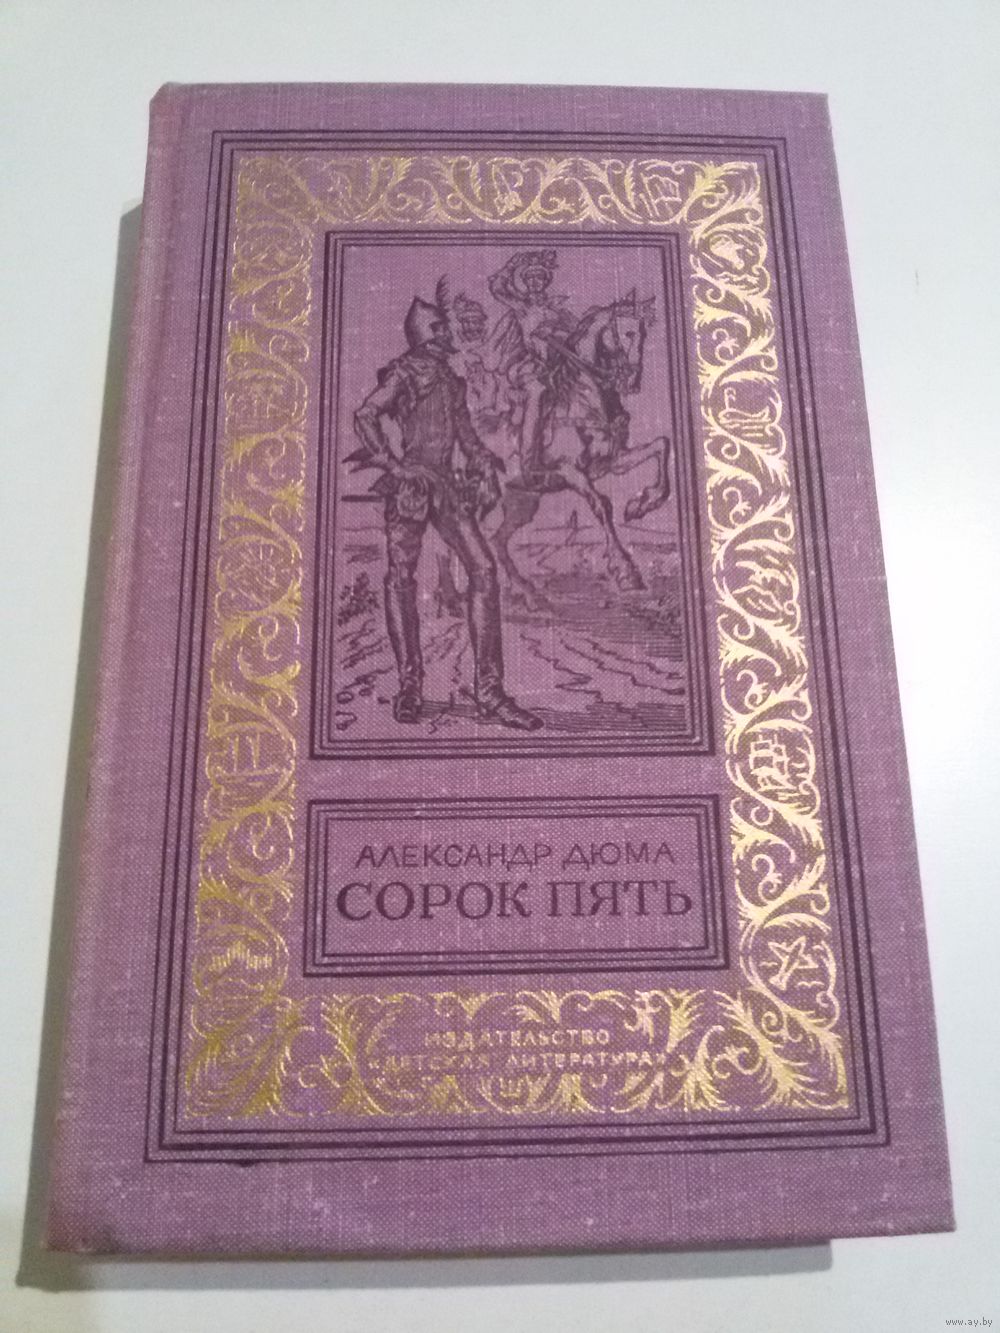 АЛЕКСАНДР ДЮМА
СОРОК ПЯТЬ
ИЗДАТЕЛЬСТВО
«ДЕТСКАЯ ЛИТЕРАТУРА»
www.ay.by